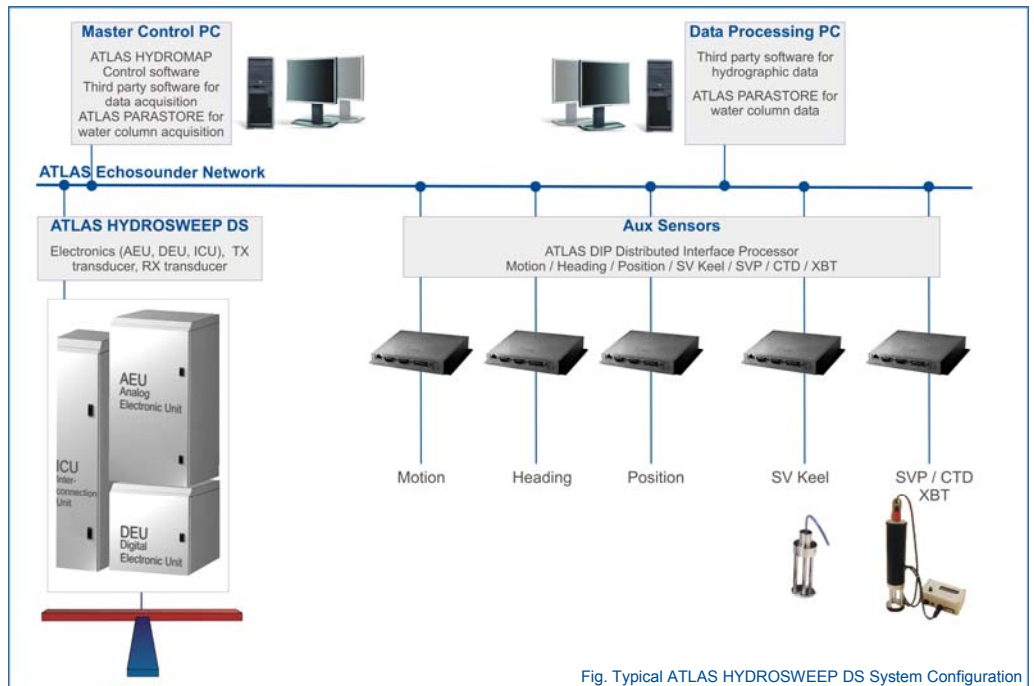 Master Control PC
ATLAS HYDROMAP
Control software
Third party software for
data acquisition
ATLAS PARASTORE for
water column acquisition
Data Processing PC
Third party software for
hydrographic data
ATLAS PARASTORE for
water column data
ATLAS Echosounder Network
ATLAS HYDROSWEEP DS
Electronics (AEU, DEU, ICU), TX
transducer, RX transducer
Aux Sensors
ATLAS DIP Distributed Interface Processor
Motion / Heading / Position / SV Keel / SVP / CTD / XBT
AEU
Analog
Electronic Unit
ICU
Inter-
connection
Unit
DEU
Digital
Electronic Unit
Motion
Heading
Position
SV Keel
SVP / CTD
XBT
Fig. Typical ATLAS HYDROSWEEP DS System Configuration